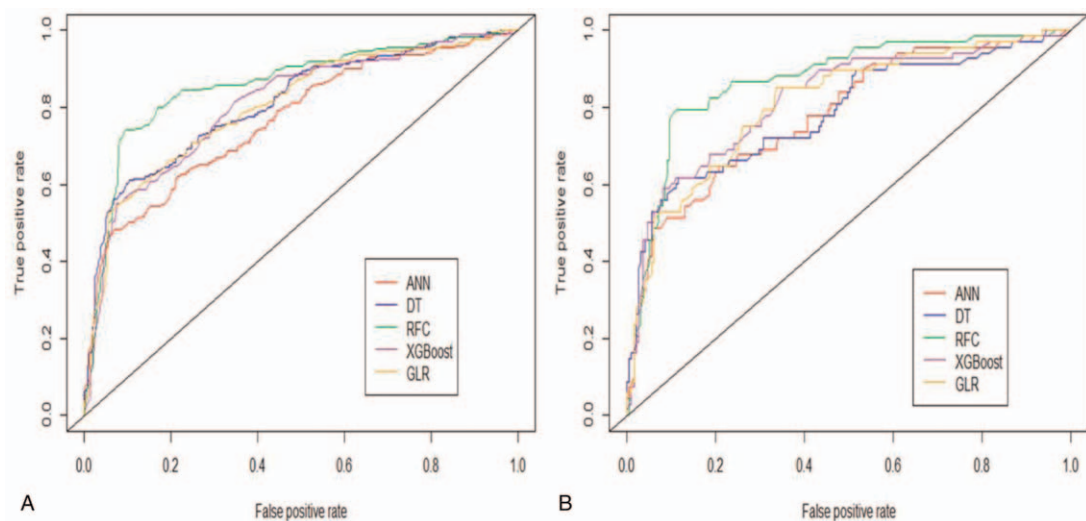 True positive rate
1.0
0.8
0.6
0.4
0.2
0.0
ANN
DT
RFC
XGBoost
GLR
0.0 0.2 0.4 0.6 0.8 1.0
False positive rate
A
True positive rate
1.0
0.8
0.6
0.4
0.2
0.0
ANN
DT
RFC
XGBoost
GLR
0.0 0.2 0.4 0.6 0.8 1.0
False positive rate
B